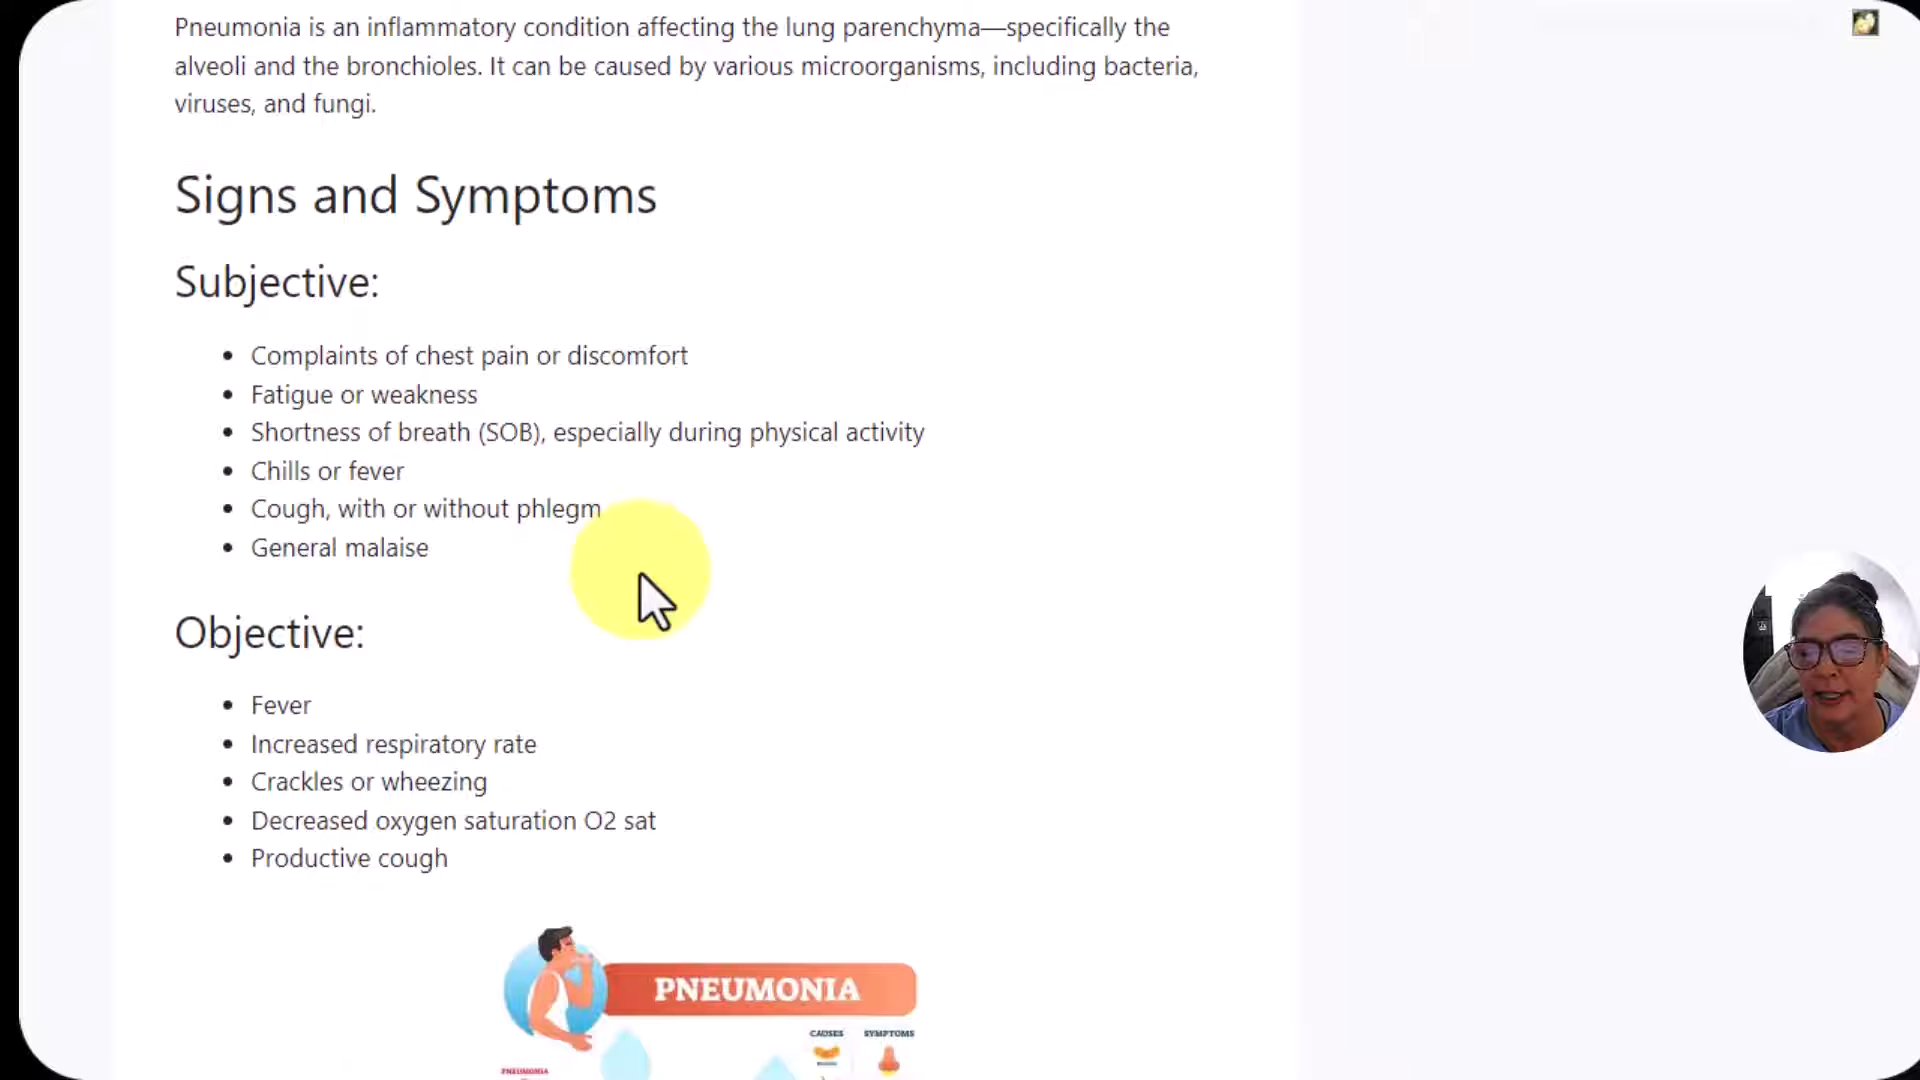 Pneumonia is an inflammatory condition affecting the lung parenchyma—specifically the
alveoli and the bronchioles. It can be caused by various microorganisms, including bacteria,
viruses, and fungi.
Signs and Symptoms
Subjective:
• Complaints of chest pain or discomfort
• Fatigue or weakness
• Shortness of breath (SOB), especially during physical activity
• Chills or fever
• Cough, with or without phlegm
• General malaise
Objective:
• Fever
• Increased respiratory rate
• Crackles or wheezing
• Decreased oxygen saturation O2 sat
• Productive cough
PNEUMONIA
CAUSES SYMPTOMS
PNEUMONIA